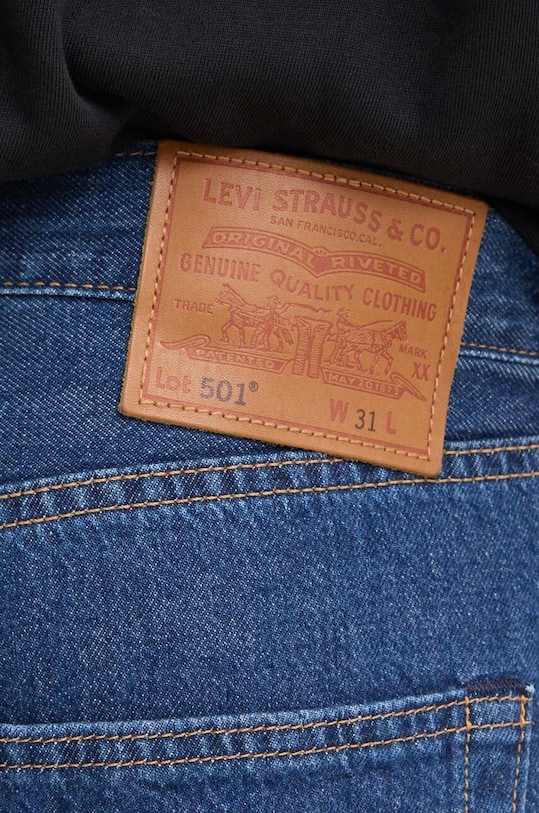 LEVI STRAUSS & CO.
SAN FRANCISCO, CAL.
ORIGINAL RIVETED
GENUINE QUALITY CLOTHING
TRADE MARK
XX
PATENTED MAY 20 1873
Lot 501®
W 31 L